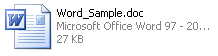 Word_Sample.doc
Microsoft Office Word 97 - 20...
27 KB